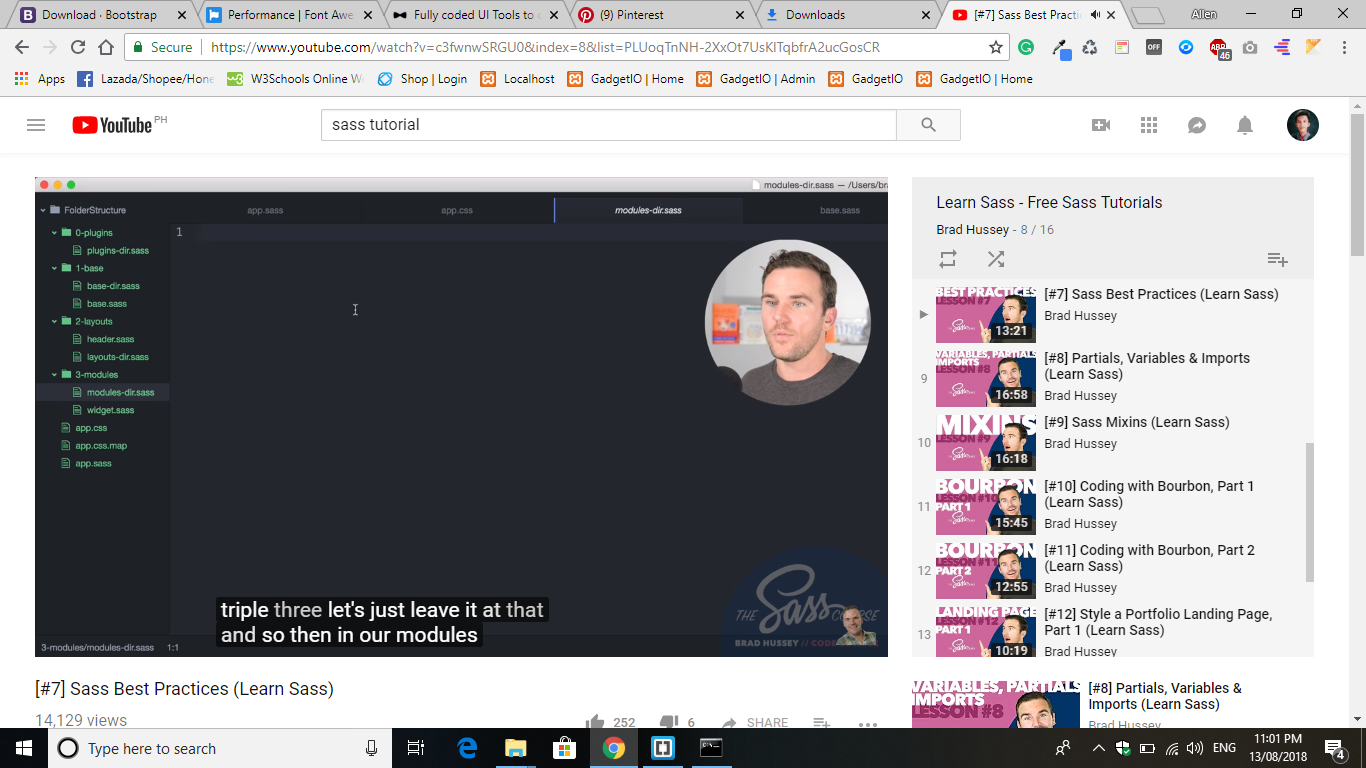 Download · Bootstrap
Performance | Font Awe
Fully coded UI Tools to
(9) Pinterest
Downloads
[#7] Sass Best Practi
Allen
Secure
https://www.youtube.com/watch?v=c3fwnwSRGU0&index=8&list=PLUoqTnNH-2XxOt7UsKlTqbfrA2ucGosCR
OFF
ABP
46
Apps
Lazada/Shopee/Hone
W3Schools Online W
Shop | Login
Localhost
GadgetIO | Home
GadgetIO | Admin
GadgetIO
GadgetIO | Home
YouTube PH
sass tutorial
modules-dir.sass — /Users/bra
FolderStructure
app.sass
app.css
modules-dir.sass
base.sass
0-plugins
plugins-dir.sass
1-base
base-dir.sass
base.sass
2-layouts
header.sass
layouts-dir.sass
3-modules
modules-dir.sass
widget.sass
app.css
app.css.map
app.sass
1
triple three let's just leave it at that
and so then in our modules
THE Sass COURSE
BRAD HUSSEY // CODE
3-modules/modules-dir.sass 1:1
[#7] Sass Best Practices (Learn Sass)
14,129 views
252
6
SHARE
Learn Sass - Free Sass Tutorials
Brad Hussey - 8 / 16
BEST PRACTICES
LESSON #7
13:21
[#7] Sass Best Practices (Learn Sass)
Brad Hussey
9
VARIABLES, PARTIALS
IMPORTS
LESSON #8
16:58
[#8] Partials, Variables & Imports
(Learn Sass)
Brad Hussey
10
MIXINS
LESSON #9
16:18
[#9] Sass Mixins (Learn Sass)
Brad Hussey
11
BOURBON
LESSON #10
PART 1
15:45
[#10] Coding with Bourbon, Part 1
(Learn Sass)
Brad Hussey
12
BOURBON
LESSON #11
PART 2
12:55
[#11] Coding with Bourbon, Part 2
(Learn Sass)
Brad Hussey
13
LANDING PAGE
LESSON #12
PART 1
10:19
[#12] Style a Portfolio Landing Page,
Part 1 (Learn Sass)
Brad Hussey
VARIABLES, PARTIALS
IMPORTS
LESSON #8
[#8] Partials, Variables &
Imports (Learn Sass)
Brad Hussey
Type here to search
ENG
11:01 PM
13/08/2018
4